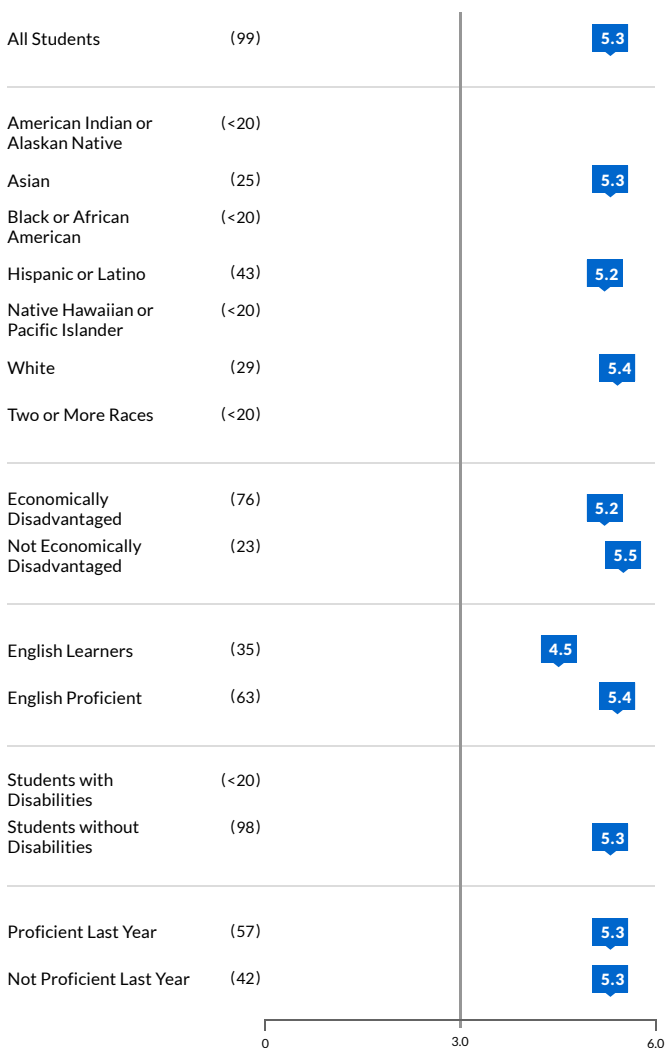 All Students (99) 5.3
American Indian or
Alaskan Native (<20)
Asian (25) 5.3
Black or African
American (<20)
Hispanic or Latino (43) 5.2
Native Hawaiian or
Pacific Islander (<20)
White (29) 5.4
Two or More Races (<20)
Economically
Disadvantaged (76) 5.2
Not Economically
Disadvantaged (23) 5.5
English Learners (35) 4.5
English Proficient (63) 5.4
Students with
Disabilities (<20)
Students without
Disabilities (98) 5.3
Proficient Last Year (57) 5.3
Not Proficient Last Year (42) 5.3
0 3.0 6.0